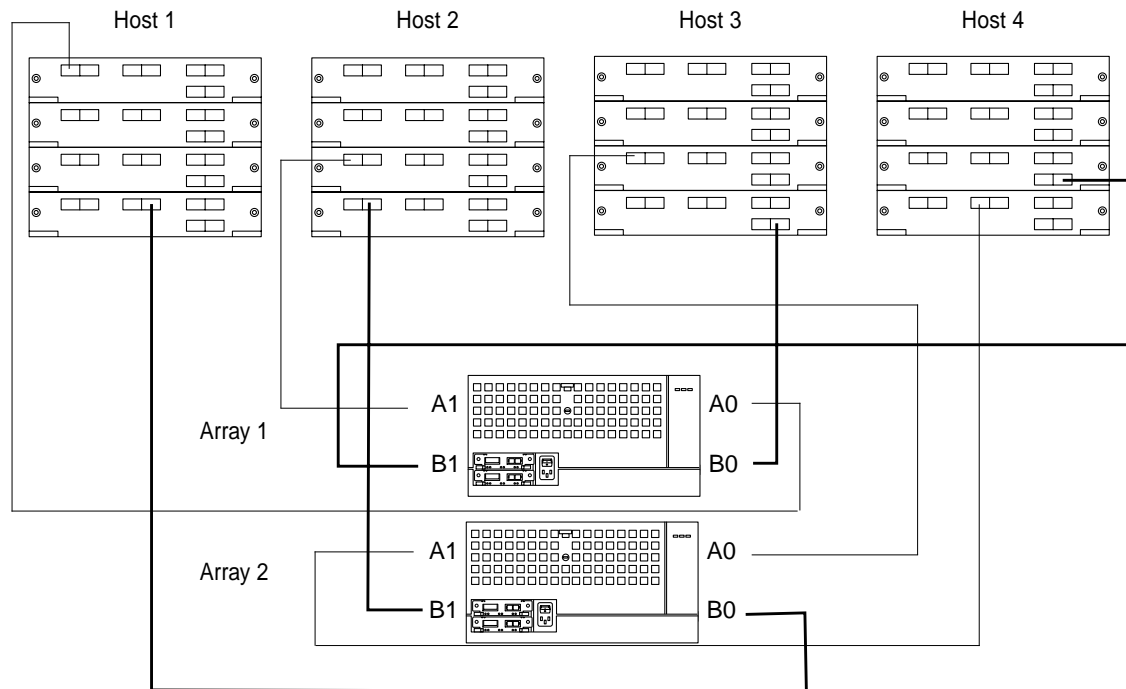 Host 1
Host 2
Host 3
Host 4
A1
A0
Array 1
B1
B0
A1
A0
Array 2
B1
B0